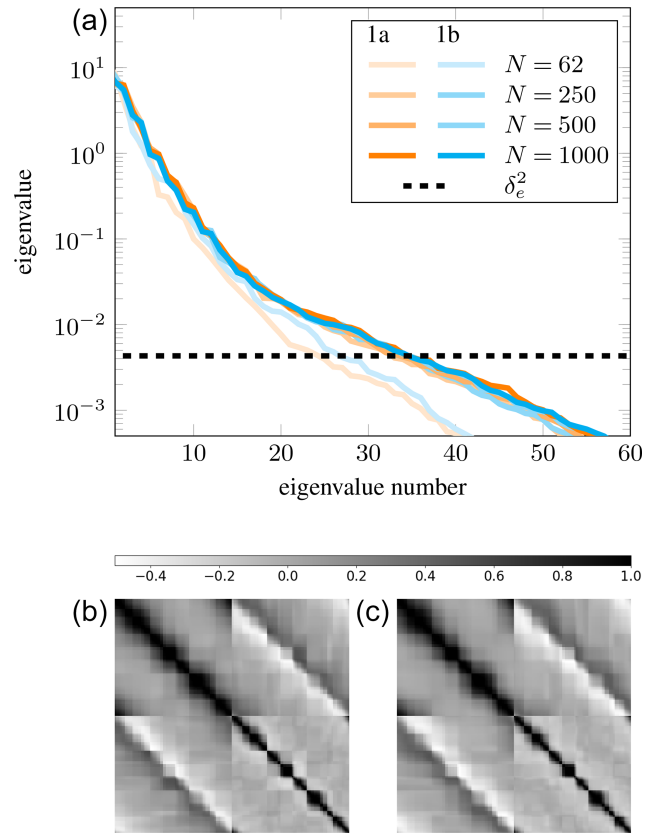 (a)
1a 1b
N = 62
N = 250
N = 500
N = 1000
δ_e^2
eigenvalue
10^1
10^0
10^−1
10^−2
10^−3
10 20 30 40 50 60
eigenvalue number
−0.4 −0.2 0.0 0.2 0.4 0.6 0.8 1.0
(b) (c)